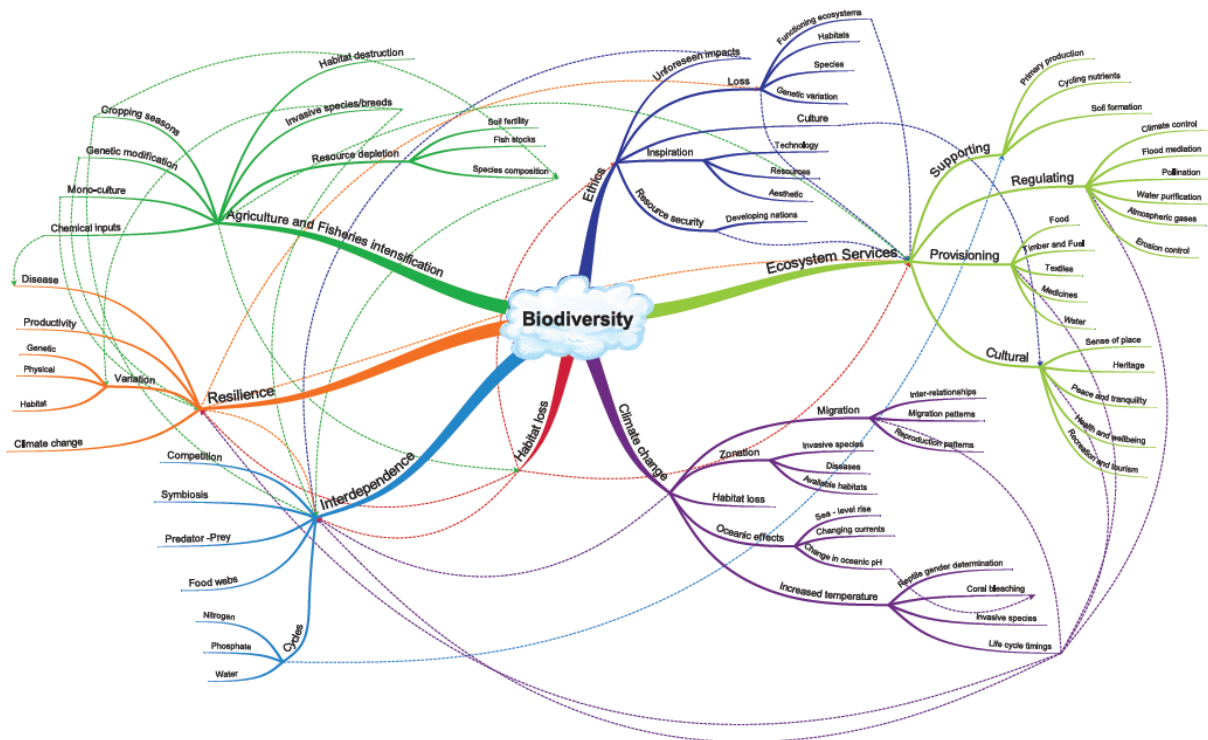 Biodiversity
Agriculture and Fisheries intensification
Habitat destruction
Invasive species/breeds
Resource depletion
Soil fertility
Fish stocks
Species composition
Cropping seasons
Genetic modification
Mono-culture
Chemical inputs
Resilience
Disease
Productivity
Variation
Genetic
Physical
Habitat
Climate change
Interdependence
Competition
Symbiosis
Predator -Prey
Food webs
Cycles
Nitrogen
Phosphate
Water
Habitat loss
Climate change
Migration
Inter-relationships
Migration patterns
Reproduction patterns
Zonation
Invasive species
Diseases
Available habitats
Habitat loss
Oceanic effects
Sea - level rise
Changing currents
Change in oceanic pH
Increased temperature
Reptile gender determination
Coral bleaching
Invasive species
Life cycle timings
Ethics
Unforeseen impacts
Loss
Functioning ecosystems
Habitats
Species
Genetic variation
Culture
Inspiration
Technology
Resources
Aesthetic
Resource security
Developing nations
Ecosystem Services
Supporting
Primary production
Cycling nutrients
Soil formation
Regulating
Climate control
Flood mediation
Pollination
Water purification
Atmospheric gases
Erosion control
Provisioning
Food
Timber and Fuel
Textiles
Medicines
Water
Cultural
Sense of place
Heritage
Peace and tranquility
Health and wellbeing
Recreation and tourism